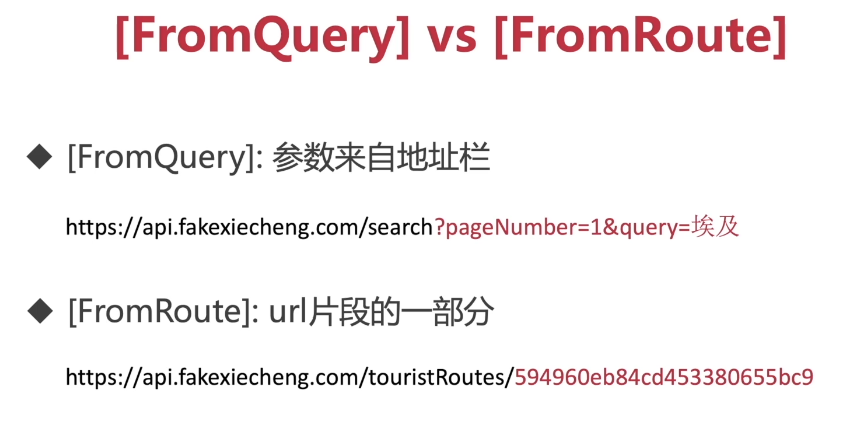 [FromQuery] vs [FromRoute]
◆ [FromQuery]: 参数来自地址栏
https://api.fakexiecheng.com/search?pageNumber=1&query=埃及
◆ [FromRoute]: url片段的一部分
https://api.fakexiecheng.com/touristRoutes/594960eb84cd453380655bc9